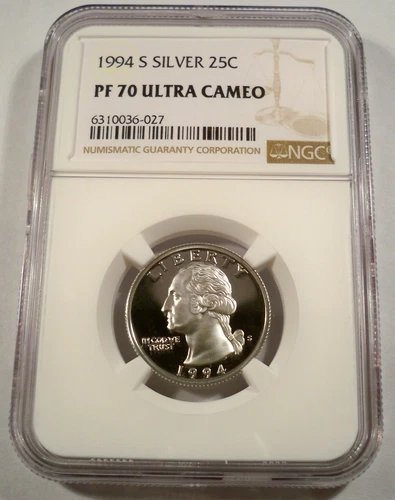 1994 S SILVER 25C
PF 70 ULTRA CAMEO
6310036-027
NUMISMATIC GUARANTY CORPORATION
NGC
LIBERTY
IN GOD WE
TRUST
S
1994